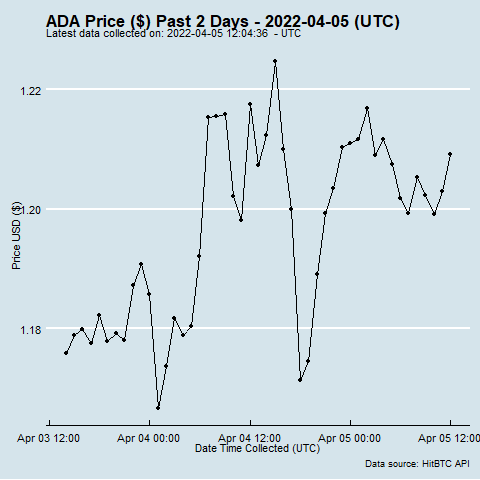 ADA Price ($) Past 2 Days - 2022-04-05 (UTC)
Latest data collected on: 2022-04-05 12:04:36 - UTC
1.22
1.20
1.18
Price USD ($)
Apr 03 12:00 Apr 04 00:00 Apr 04 12:00 Apr 05 00:00 Apr 05 12:00
Date Time Collected (UTC)
Data source: HitBTC API